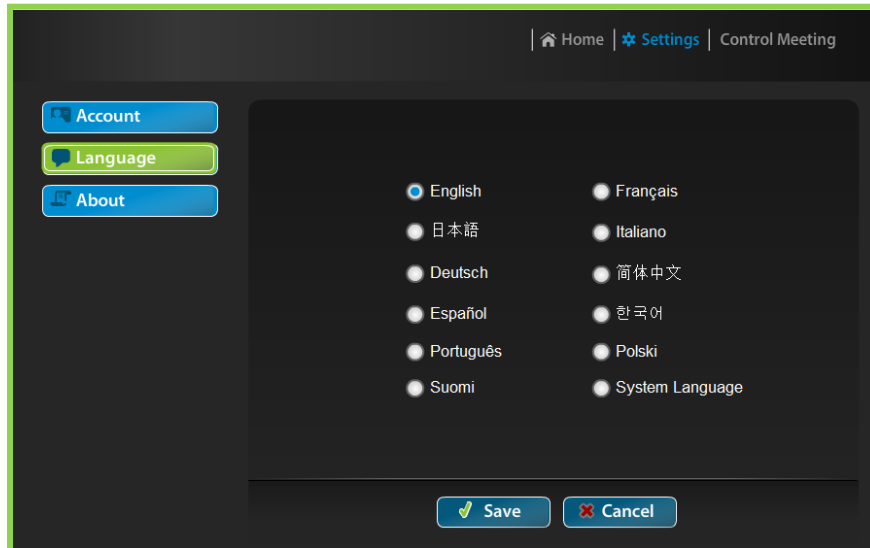 Home
Settings
Control Meeting
Account
Language
About
English
Français
日本語
Italiano
Deutsch
简体中文
Español
한국어
Português
Polski
Suomi
System Language
Save
Cancel